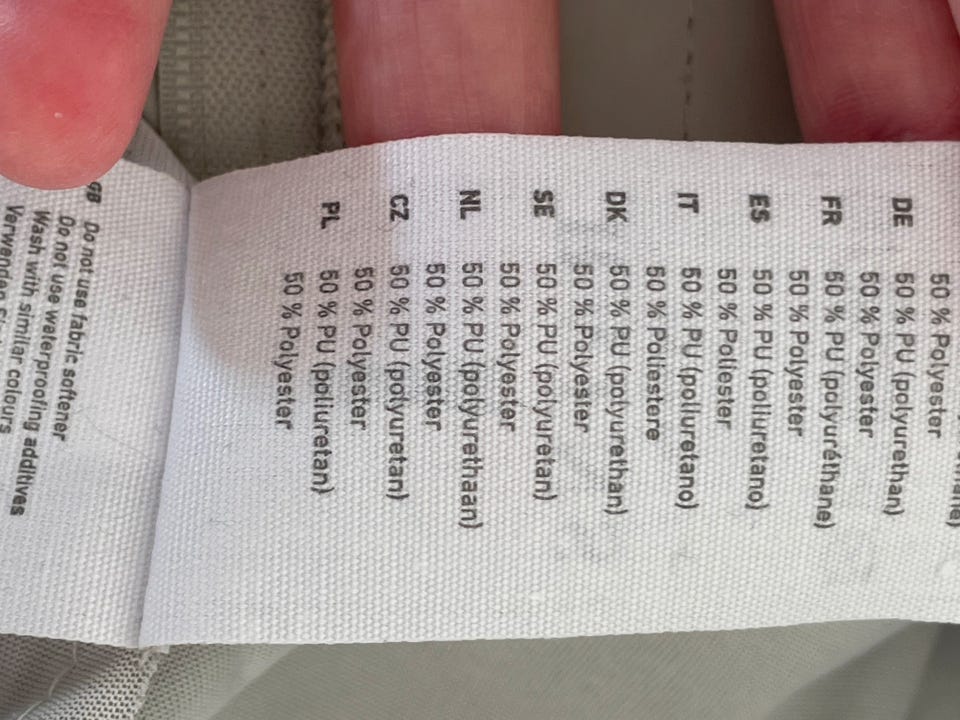 50 % Polyester
DE 50 % PU (polyurethan)
50 % Polyester
FR 50 % PU (polyuréthane)
50 % Polyester
ES 50 % PU (poliuretano)
50 % Poliester
IT 50 % PU (poliuretano)
50 % Poliestere
DK 50 % PU (polyurethan)
50 % Polyester
SE 50 % PU (polyuretan)
50 % Polyester
NL 50 % PU (polyurethaan)
50 % Polyester
CZ 50 % PU (polyuretan)
50 % Polyester
PL 50 % PU (poliuretan)
50 % Polyester
GB Do not use fabric softener
Do not use waterproofing additives
Wash with similar colours
Verwenden